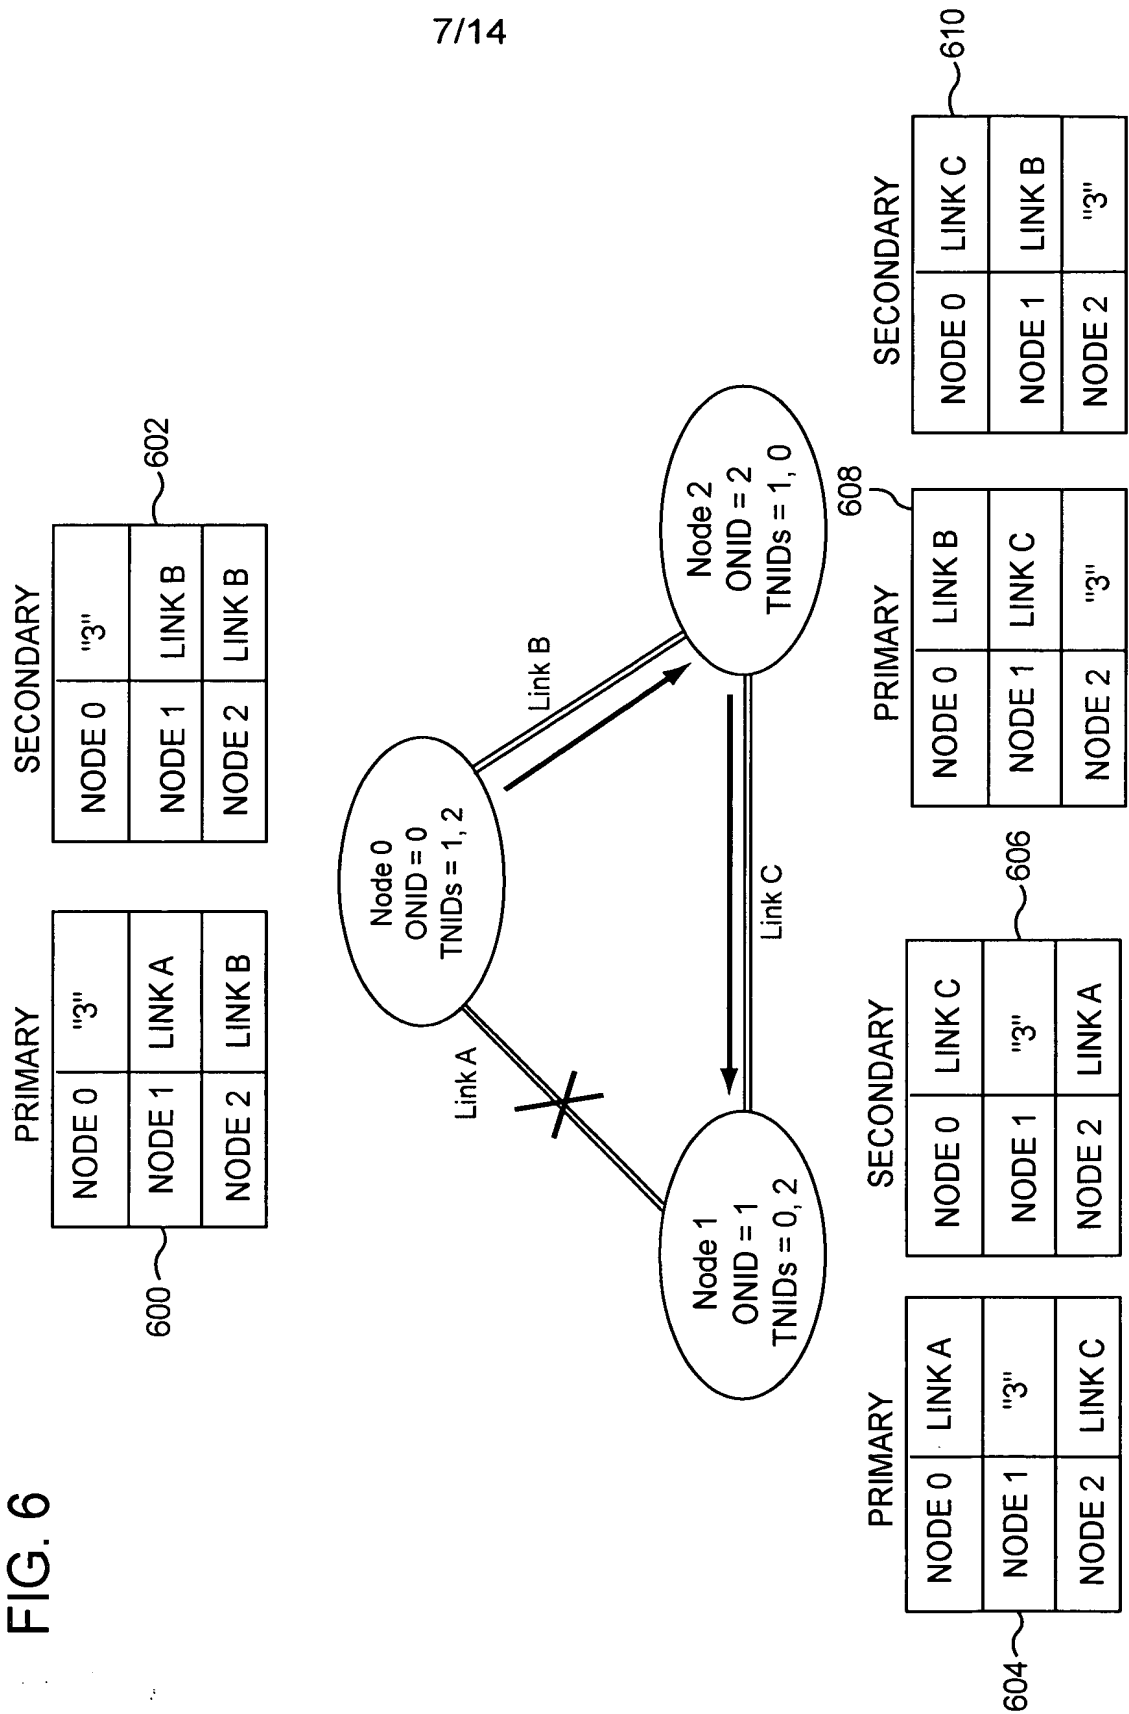 7/14
FIG. 6
PRIMARY
NODE 0 "3"
NODE 1 LINK A
NODE 2 LINK B
600
SECONDARY
NODE 0 "3"
NODE 1 LINK B
NODE 2 LINK B
602
Node 0
ONID = 0
TNIDs = 1, 2
Link A
Link B
Node 1
ONID = 1
TNIDs = 0, 2
Link C
Node 2
ONID = 2
TNIDs = 1, 0
PRIMARY
NODE 0 LINK A
NODE 1 "3"
NODE 2 LINK C
604
SECONDARY
NODE 0 LINK C
NODE 1 "3"
NODE 2 LINK A
606
PRIMARY
NODE 0 LINK B
NODE 1 LINK C
NODE 2 "3"
608
SECONDARY
NODE 0 LINK C
NODE 1 LINK B
NODE 2 "3"
610